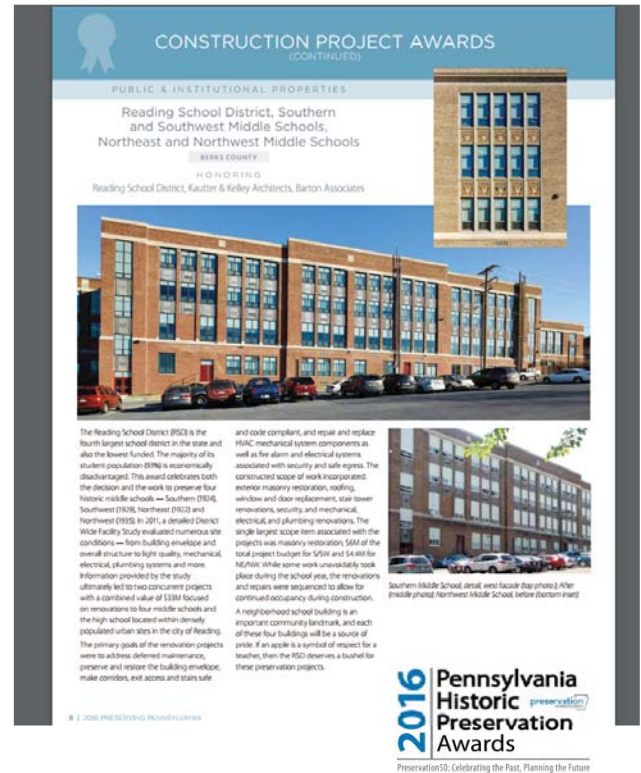 CONSTRUCTION PROJECT AWARDS
(CONTINUED)
PUBLIC & INSTITUTIONAL PROPERTIES
Reading School District, Southern
and Southwest Middle Schools,
Northeast and Northwest Middle Schools
BERKS COUNTY
HONORING
Reading School District, Kautter & Kelley Architects, Barton Associates
The Reading School District (RSD) is the
fourth largest school district in the state and
also the lowest funded. The majority of its
student population (93%) is economically
disadvantaged. This award celebrates both
the decision and the work to preserve four
historic middle schools — Southern (1924),
Southwest (1929), Northeast (1922) and
Northwest (1935). In 2011, a detailed District
Wide Facility Study evaluated numerous site
conditions — from building envelope and
overall structure to light quality, mechanical,
electrical, plumbing systems and more.
Information provided by the study
ultimately led to two concurrent projects
with a combined value of $33M focused
on renovations to four middle schools and
the high school located within densely
populated urban sites in the city of Reading.
The primary goals of the renovation projects
were to address deferred maintenance,
preserve and restore the building envelope,
make corridors, exit access and stairs safe
and code compliant, and repair and replace
HVAC mechanical system components as
well as fire alarm and electrical systems
associated with security and safe egress. The
constructed scope of work incorporated:
exterior masonry restoration, roofing,
window and door replacement, stair tower
renovations, security, and mechanical,
electrical, and plumbing renovations. The
single largest scope item associated with the
projects was masonry restoration, $6M of the
total project budget for S/SW and $4.4M for
NE/NW. While some work unavoidably took
place during the school year, the renovations
and repairs were sequenced to allow for
continued occupancy during construction.
A neighborhood school building is an
important community landmark, and each
of these four buildings will be a source of
pride. If an apple is a symbol of respect for a
teacher, then the RSD deserves a bushel for
these preservation projects.
Southern Middle School, detail, west facade (top photo); After
(middle photo); Northwest Middle School, before (bottom inset)
8 | 2016 PRESERVING PENNSYLVANIA
2016
Pennsylvania
Historic
preservation
Preservation
Awards
Preservation50: Celebrating the Past, Planning the Future